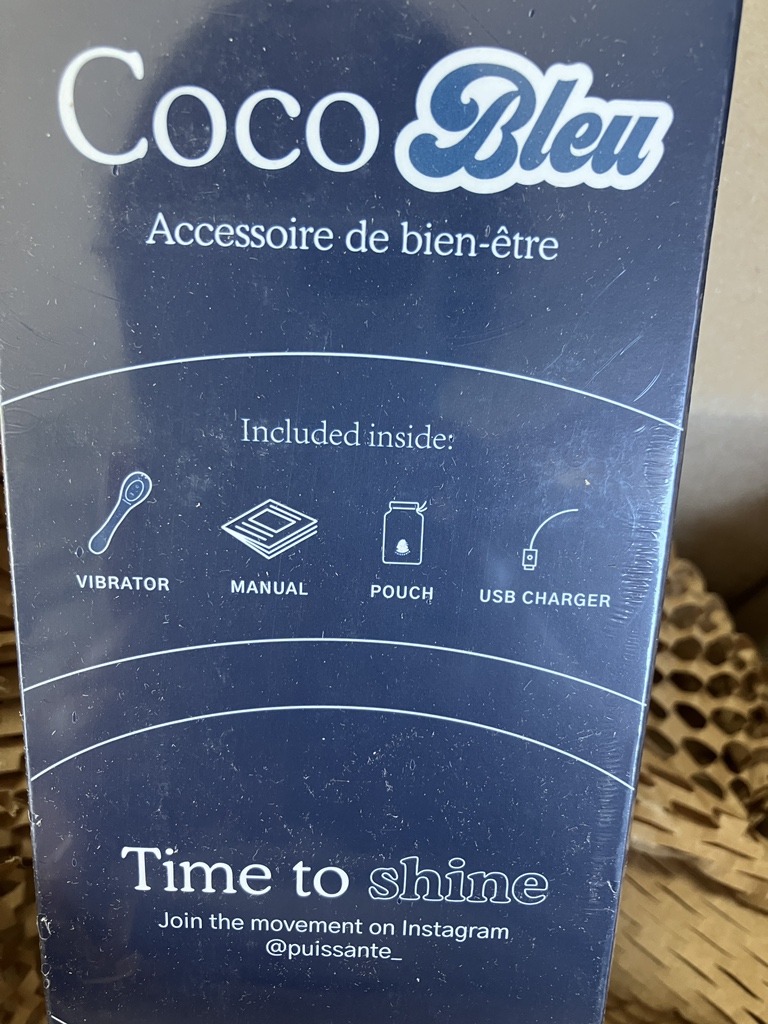 Coco Bleu
Accessoire de bien-être
Included inside:
VIBRATOR MANUAL POUCH USB CHARGER
Time to shine
Join the movement on Instagram
@puissante_